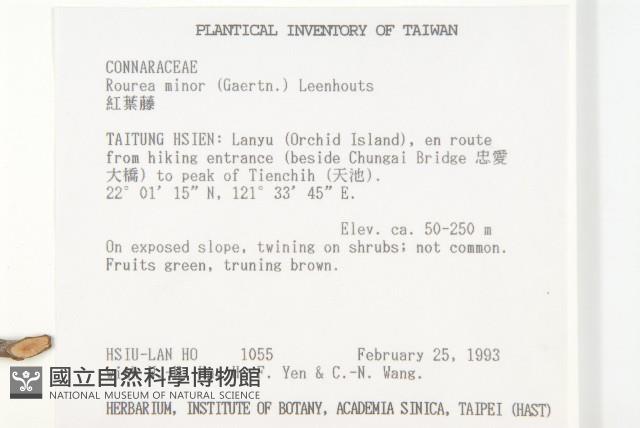 PLANTICAL INVENTORY OF TAIWAN
CONNARACEAE
Rourea minor (Gaertn.) Leenhouts
紅葉藤
TAITUNG HSIEN: Lanyu (Orchid Island), en route
from hiking entrance (beside Chungai Bridge 忠愛
大橋) to peak of Tienchih (天池).
22° 01' 15" N, 121° 33' 45" E.
Elev. ca. 50-250 m
On exposed slope, twining on shrubs; not common.
Fruits green, truning brown.
HSIU-LAN HO 1055 February 25, 1993
F. Yen & C.-N. Wang.
國立自然科學博物館
NATIONAL MUSEUM OF NATURAL SCIENCE
HERBARIUM, INSTITUTE OF BOTANY, ACADEMIA SINICA, TAIPEI (HAST)